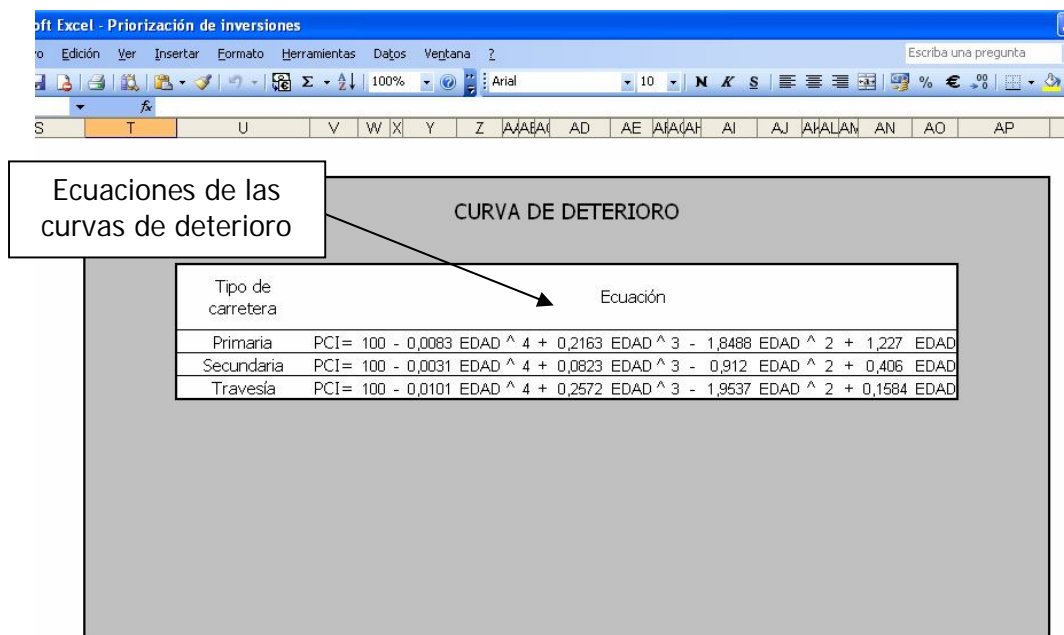 oft Excel - Priorización de inversiones
o Edición Ver Insertar Formato Herramientas Datos Ventana ? Escriba una pregunta
100% Arial 10 N K S % €
fx
S T U V W X Y Z AD AE AI AJ AN AO AP
Ecuaciones de las
curvas de deterioro
CURVA DE DETERIORO
Tipo de
carretera
Ecuación
Primaria PCI= 100 - 0,0083 EDAD ^ 4 + 0,2163 EDAD ^ 3 - 1,8488 EDAD ^ 2 + 1,227 EDAD
Secundaria PCI= 100 - 0,0031 EDAD ^ 4 + 0,0823 EDAD ^ 3 - 0,912 EDAD ^ 2 + 0,406 EDAD
Travesía PCI= 100 - 0,0101 EDAD ^ 4 + 0,2572 EDAD ^ 3 - 1,9537 EDAD ^ 2 + 0,1584 EDAD